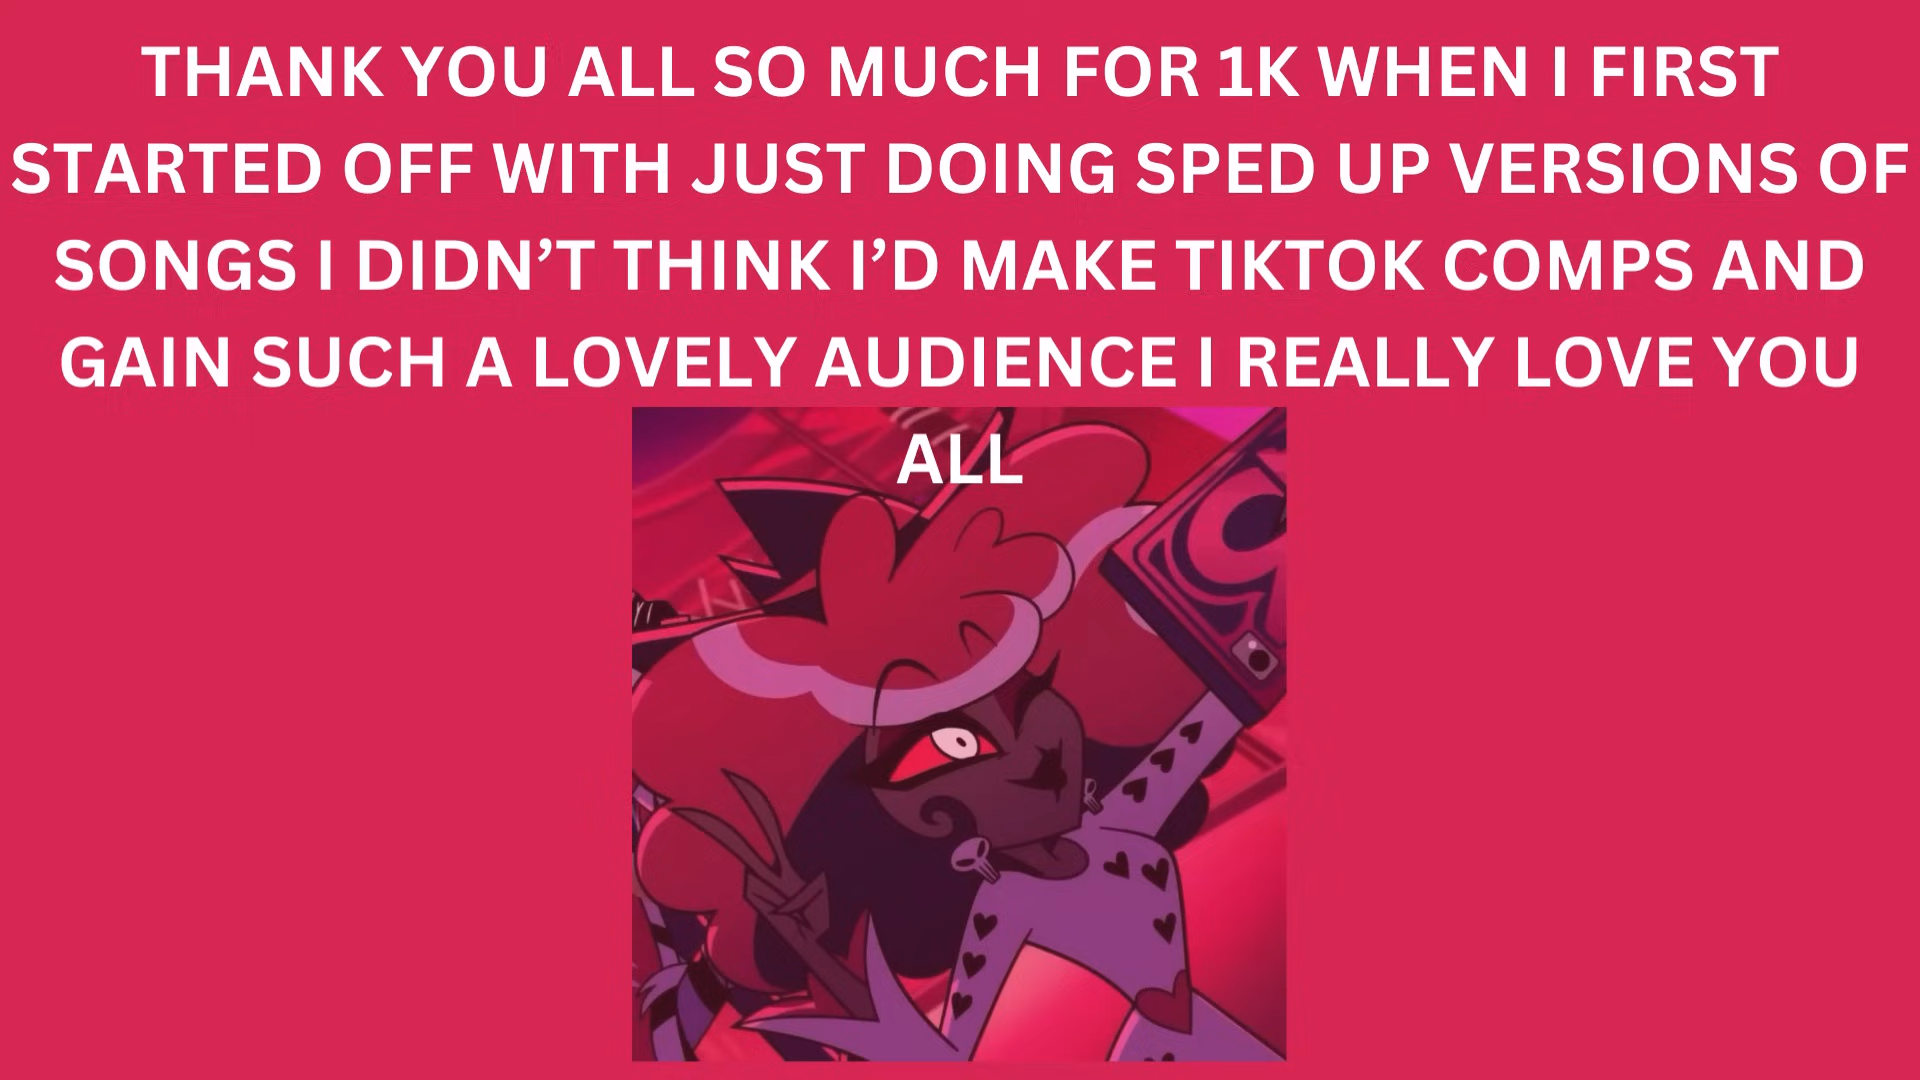 THANK YOU ALL SO MUCH FOR 1K WHEN I FIRST
STARTED OFF WITH JUST DOING SPED UP VERSIONS OF
SONGS I DIDN’T THINK I’D MAKE TIKTOK COMPS AND
GAIN SUCH A LOVELY AUDIENCE I REALLY LOVE YOU
ALL